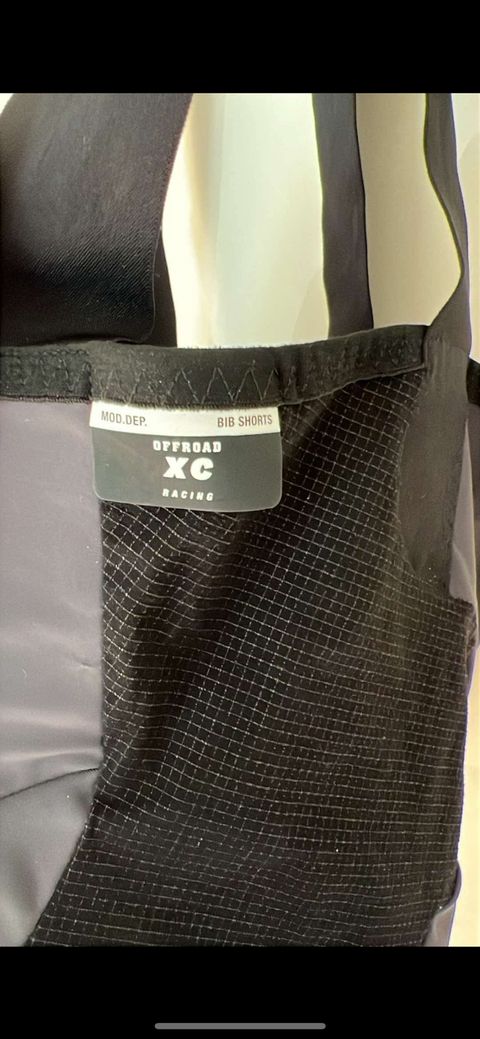 MOD.DEP. BIB SHORTS
OFFROAD
XC
RACING